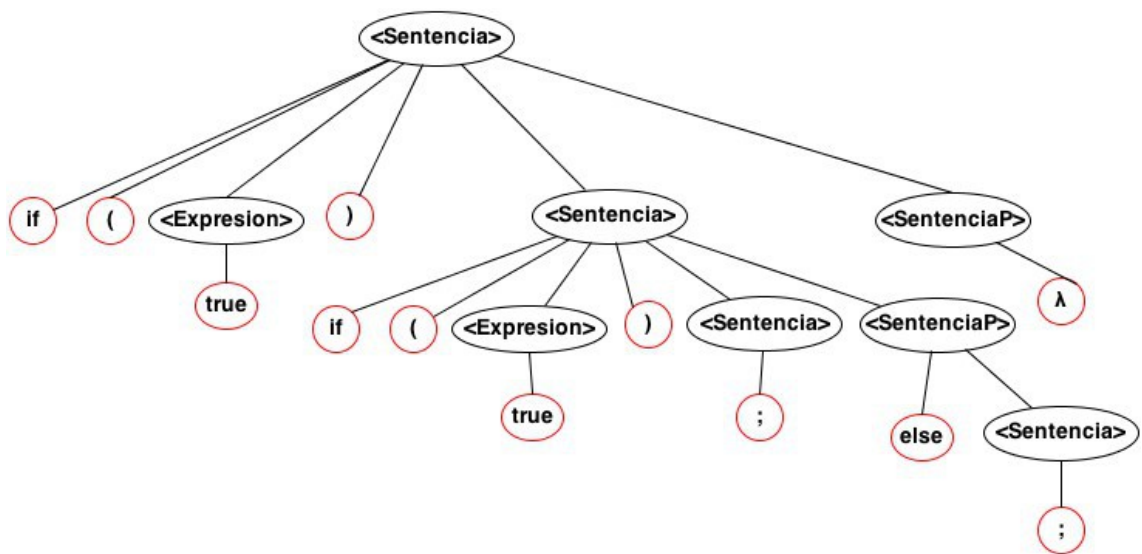 <Sentencia>
if ( <Expresion> ) <Sentencia> <SentenciaP>
true λ
if ( <Expresion> ) <Sentencia> <SentenciaP>
true ; else <Sentencia>
;